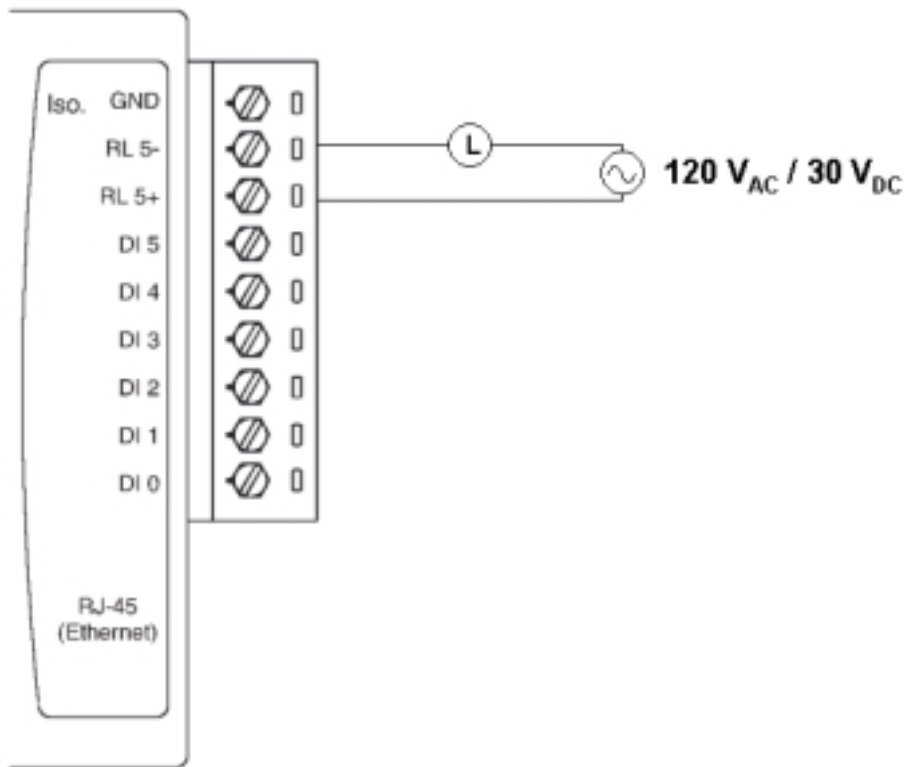 Iso. GND
RL 5-
L
120 VAC / 30 VDC
RL 5+
DI 5
DI 4
DI 3
DI 2
DI 1
DI 0
RJ-45
(Ethernet)